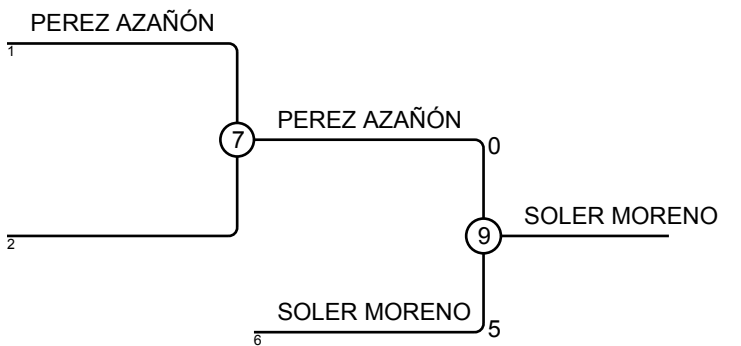 PEREZ AZAÑÓN
1
7
PEREZ AZAÑÓN
0
2
9
SOLER MORENO
SOLER MORENO
6
5